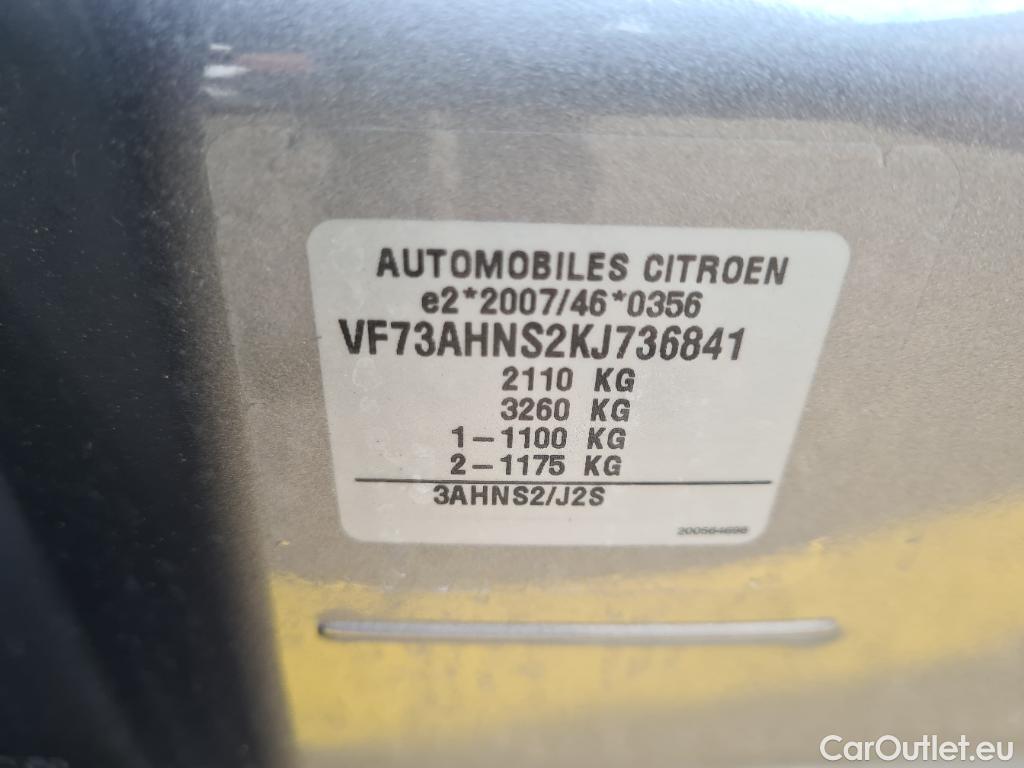 AUTOMOBILES CITROEN
e2*2007/46*0356
VF73AHNS2KJ736841
2110 KG
3260 KG
1-1100 KG
2-1175 KG
3AHNS2/J2S
200564698
CarOutlet.eu